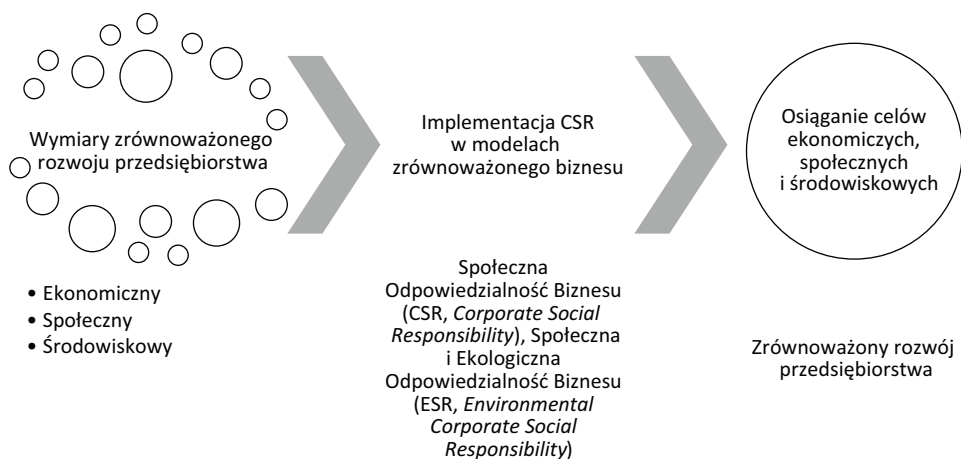 Wymiary zrównoważonego
rozwoju przedsiębiorstwa
• Ekonomiczny
• Społeczny
• Środowiskowy
Implementacja CSR
w modelach
zrównoważonego biznesu
Społeczna
Odpowiedzialność Biznesu
(CSR, Corporate Social
Responsibility), Społeczna
i Ekologiczna
Odpowiedzialność Biznesu
(ESR, Environmental
Corporate Social
Responsibility)
Osiąganie celów
ekonomiczych,
społecznych
i środowiskowych
Zrównoważony rozwój
przedsiębiorstwa